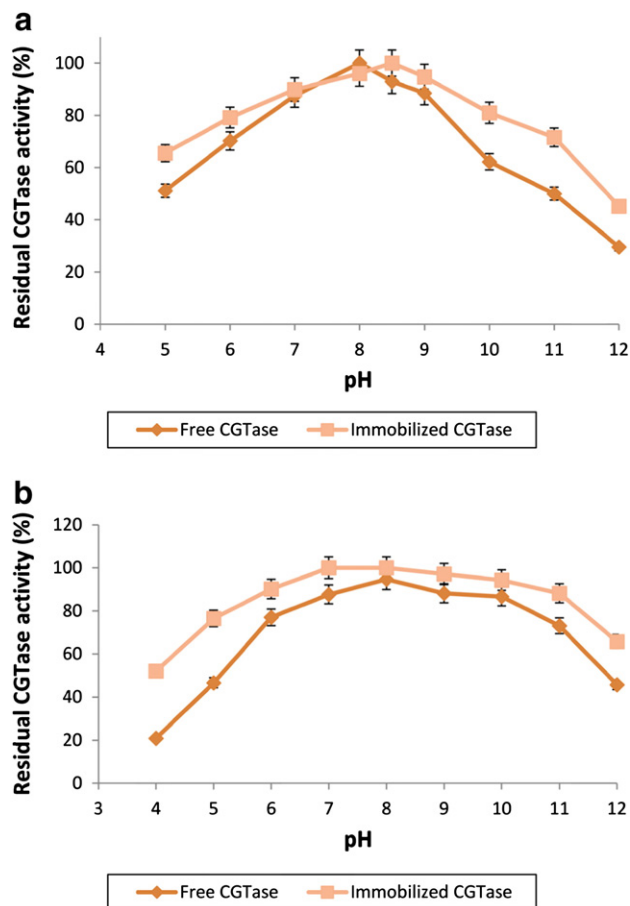 a
Residual CGTase activity (%)
100
80
60
40
20
0
4 5 6 7 8 9 10 11 12
pH
Free CGTase Immobilized CGTase
b
Residual CGTase activity (%)
120
100
80
60
40
20
0
3 4 5 6 7 8 9 10 11 12
pH
Free CGTase Immobilized CGTase